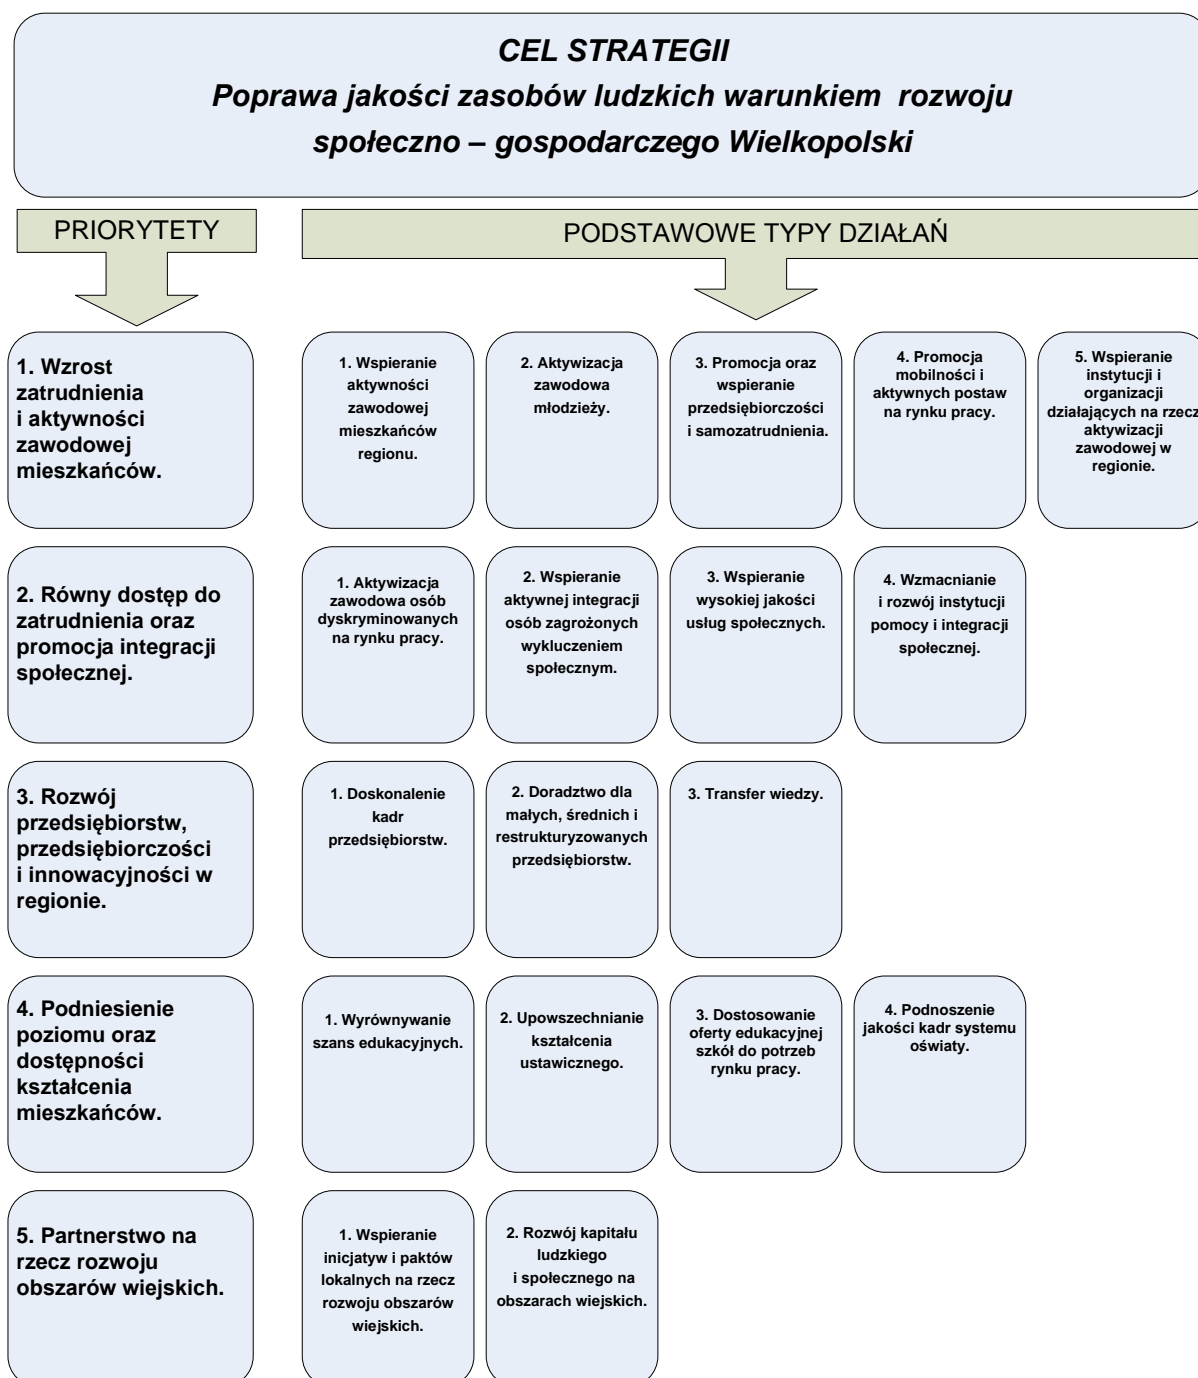 CEL STRATEGII
Poprawa jakości zasobów ludzkich warunkiem rozwoju
społeczno – gospodarczego Wielkopolski
PRIORYTETY
PODSTAWOWE TYPY DZIAŁAŃ
1. Wzrost
zatrudnienia
i aktywności
zawodowej
mieszkańców.
1. Wspieranie
aktywności
zawodowej
mieszkańców
regionu.
2. Aktywizacja
zawodowa
młodzieży.
3. Promocja oraz
wspieranie
przedsiębiorczości
i samozatrudnienia.
4. Promocja
mobilności i
aktywnych postaw
na rynku pracy.
5. Wspieranie
instytucji i
organizacji
działających na rzecz
aktywizacji
zawodowej w
regionie.
2. Równy dostęp do
zatrudnienia oraz
promocja integracji
społecznej.
1. Aktywizacja
zawodowa osób
dyskryminowanych
na rynku pracy.
2. Wspieranie
aktywnej integracji
osób zagrożonych
wykluczeniem
społecznym.
3. Wspieranie
wysokiej jakości
usług społecznych.
4. Wzmacnianie
i rozwój instytucji
pomocy i integracji
społecznej.
3. Rozwój
przedsiębiorstw,
przedsiębiorczości
i innowacyjności w
regionie.
1. Doskonalenie
kadr
przedsiębiorstw.
2. Doradztwo dla
małych, średnich i
restrukturyzowanych
przedsiębiorstw.
3. Transfer wiedzy.
4. Podniesienie
poziomu oraz
dostępności
kształcenia
mieszkańców.
1. Wyrównywanie
szans edukacyjnych.
2. Upowszechnianie
kształcenia
ustawicznego.
3. Dostosowanie
oferty edukacyjnej
szkół do potrzeb
rynku pracy.
4. Podnoszenie
jakości kadr systemu
oświaty.
5. Partnerstwo na
rzecz rozwoju
obszarów wiejskich.
1. Wspieranie
inicjatyw i paktów
lokalnych na rzecz
rozwoju obszarów
wiejskich.
2. Rozwój kapitału
ludzkiego
i społecznego na
obszarach wiejskich.